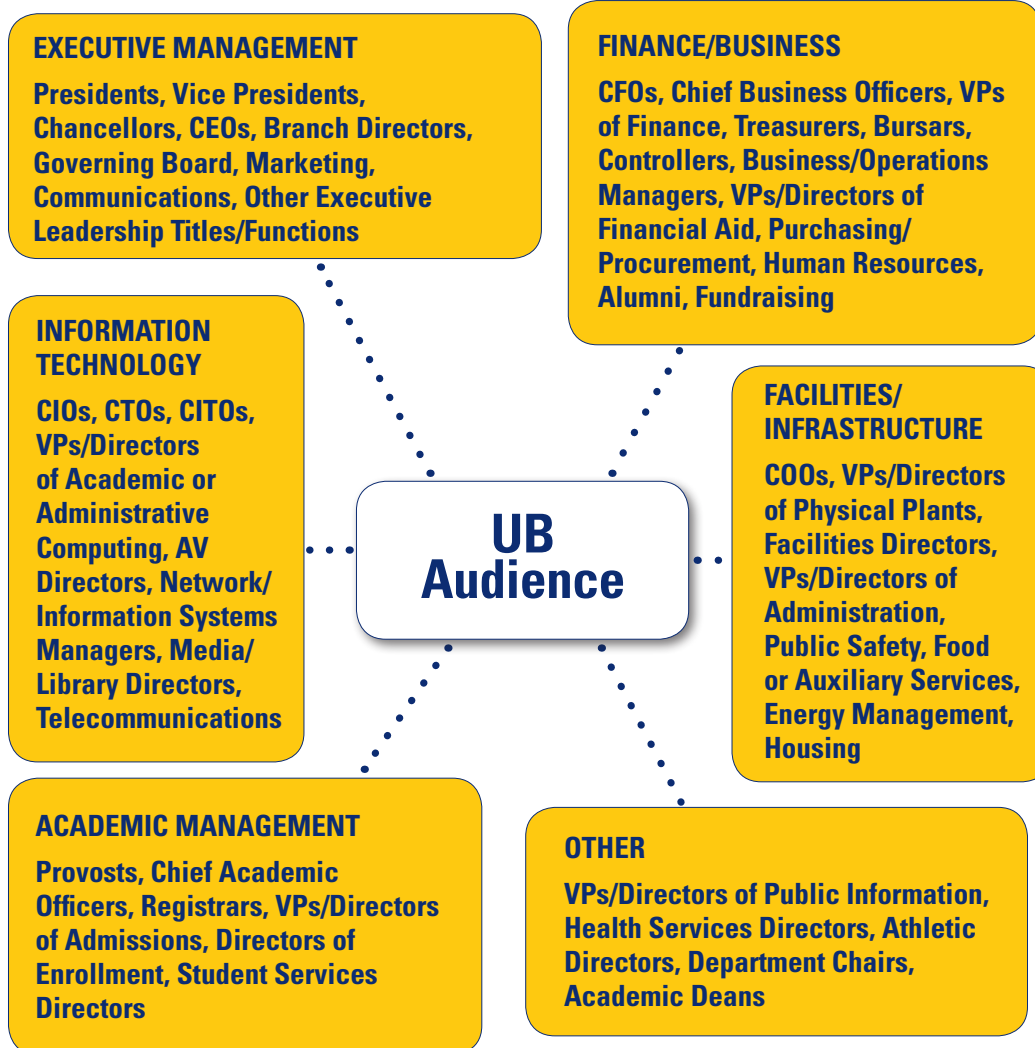 EXECUTIVE MANAGEMENT
Presidents, Vice Presidents,
Chancellors, CEOs, Branch Directors,
Governing Board, Marketing,
Communications, Other Executive
Leadership Titles/Functions
FINANCE/BUSINESS
CFOs, Chief Business Officers, VPs
of Finance, Treasurers, Bursars,
Controllers, Business/Operations
Managers, VPs/Directors of
Financial Aid, Purchasing/
Procurement, Human Resources,
Alumni, Fundraising
INFORMATION
TECHNOLOGY
CIOs, CTOs, CITOs,
VPs/Directors
of Academic or
Administrative
Computing, AV
Directors, Network/
Information Systems
Managers, Media/
Library Directors,
Telecommunications
UB
Audience
FACILITIES/
INFRASTRUCTURE
COOs, VPs/Directors
of Physical Plants,
Facilities Directors,
VPs/Directors of
Administration,
Public Safety, Food
or Auxiliary Services,
Energy Management,
Housing
ACADEMIC MANAGEMENT
Provosts, Chief Academic
Officers, Registrars, VPs/Directors
of Admissions, Directors of
Enrollment, Student Services
Directors
OTHER
VPs/Directors of Public Information,
Health Services Directors, Athletic
Directors, Department Chairs,
Academic Deans